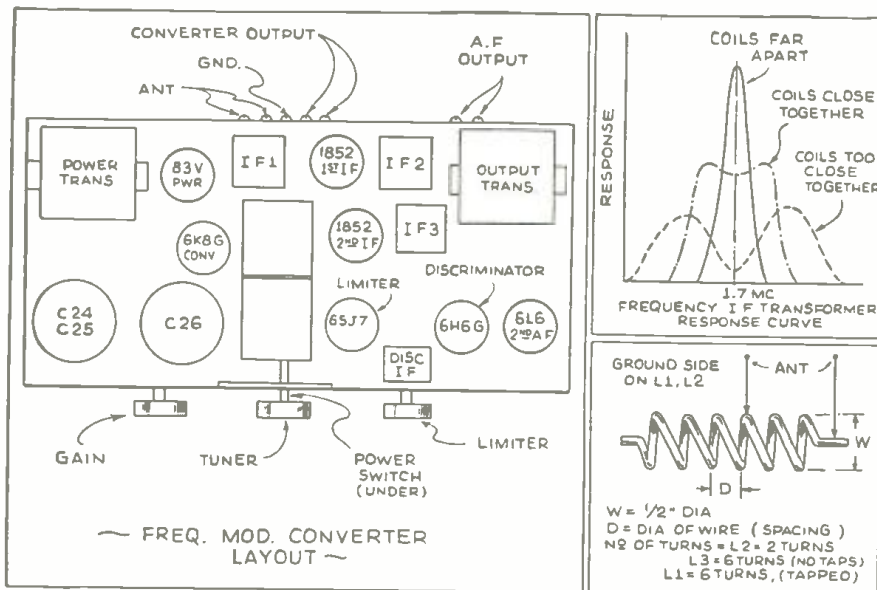 CONVERTER OUTPUT
GND.
ANT
A.F
OUTPUT
POWER
TRANS
83V
PWR
IF1
1852
1ST IF
IF2
OUTPUT
TRANS
6K8G
CONV
1852
2ND IF
IF3
LIMITER
DISCRIMINATOR
C24
C25
C26
6SJ7
6H6G
6L6
2ND AF
DISC
IF
GAIN
TUNER
POWER
SWITCH
(UNDER)
LIMITER
~ FREQ. MOD. CONVERTER
LAYOUT ~
RESPONSE
COILS FAR
APART
COILS CLOSE
TOGETHER
COILS TOO
CLOSE
TOGETHER
1.7 MC
FREQUENCY IF TRANSFORMER
RESPONSE CURVE
GROUND SIDE
ON L1, L2
ANT
W
D
W = 1/2" DIA
D = DIA OF WIRE (SPACING)
Nº OF TURNS = L2 = 2 TURNS
L3 = 6 TURNS (NO TAPS)
L1 = 6 TURNS, (TAPPED)